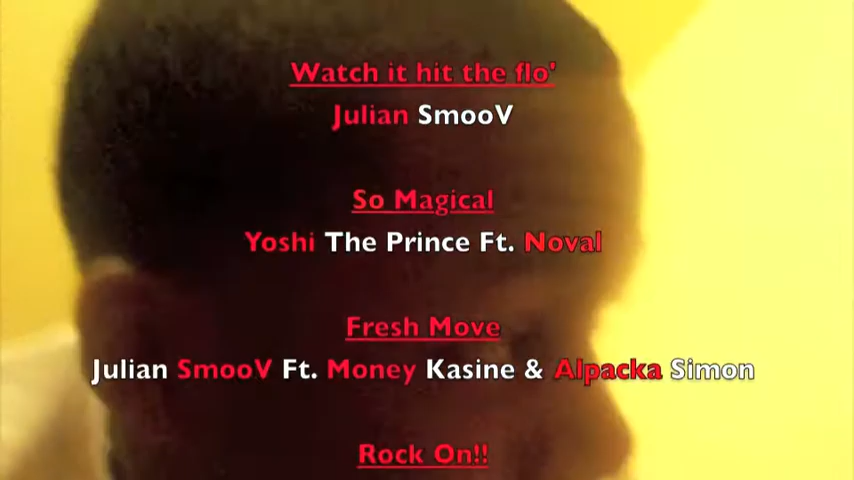 Watch it hit the flo'
Julian SmooV
So Magical
Yoshi The Prince Ft. Noval
Fresh Move
Julian SmooV Ft. Money Kasine & Alpacka Simon
Rock On!!